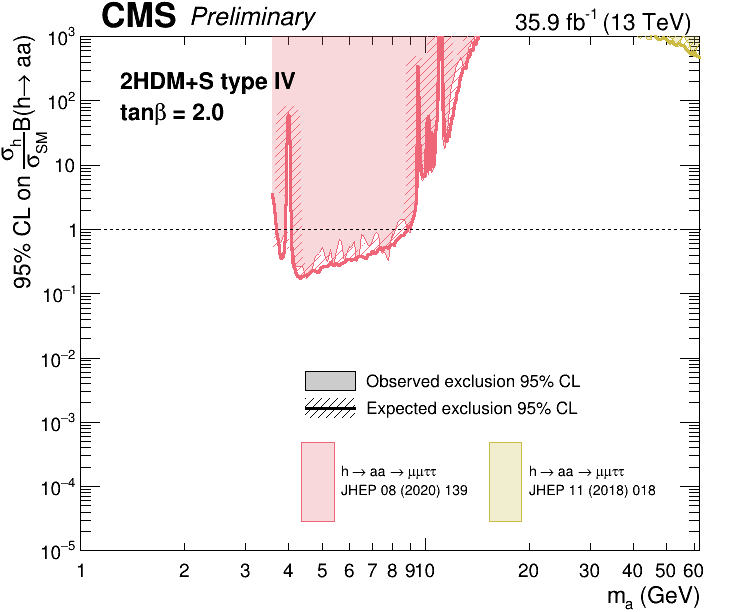 CMS Preliminary
35.9 fb⁻¹ (13 TeV)
2HDM+S type IV
tanβ = 2.0
95% CL on σ_h/σ_SM B(h→ aa)
10³
10²
10
1
10⁻¹
10⁻²
10⁻³
10⁻⁴
10⁻⁵
Observed exclusion 95% CL
Expected exclusion 95% CL
h → aa → μμττ
JHEP 08 (2020) 139
h → aa → μμττ
JHEP 11 (2018) 018
1 2 3 4 5 6 7 8 9 10 20 30 40 50 60
m_a (GeV)